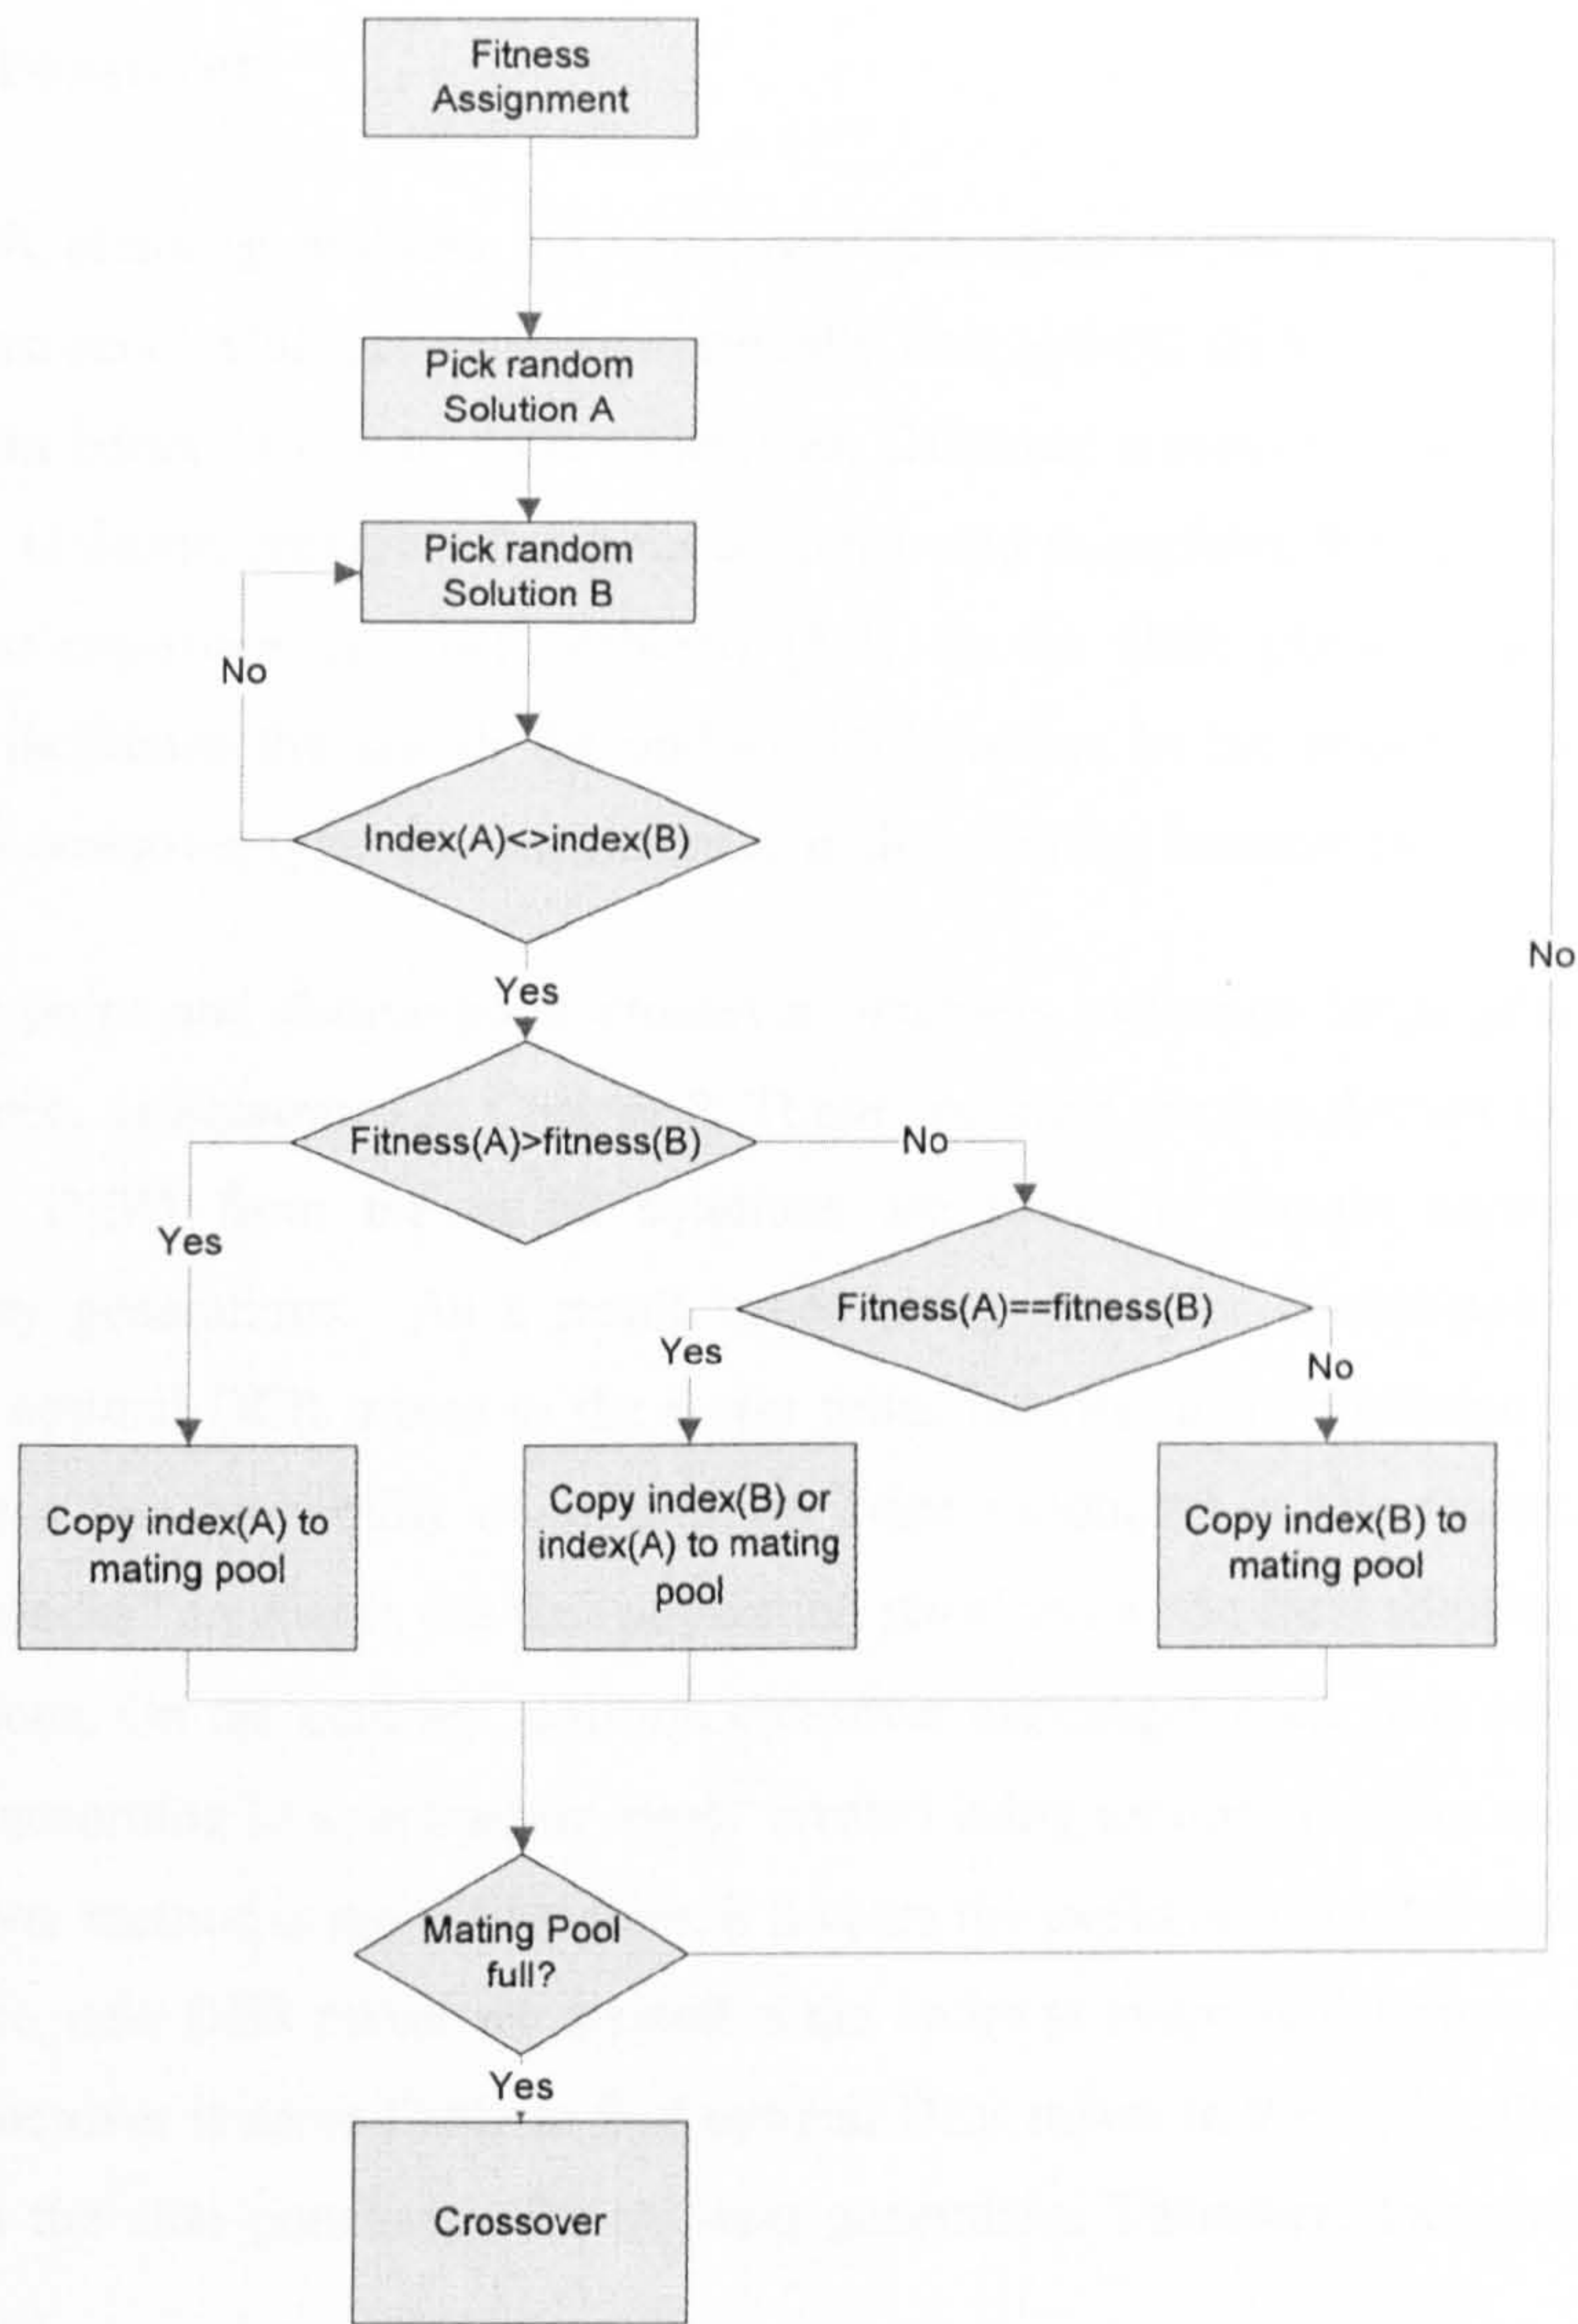 Fitness
Assignment
Pick random
Solution A
Pick random
Solution B
No
Index(A)<>index(B)
No
Yes
Fitness(A)>fitness(B)
No
Yes
Fitness(A)==fitness(B)
Yes
No
Copy index(A) to
mating pool
Copy index(B) or
index(A) to mating
pool
Copy index(B) to
mating pool
Mating Pool
full?
Yes
Crossover